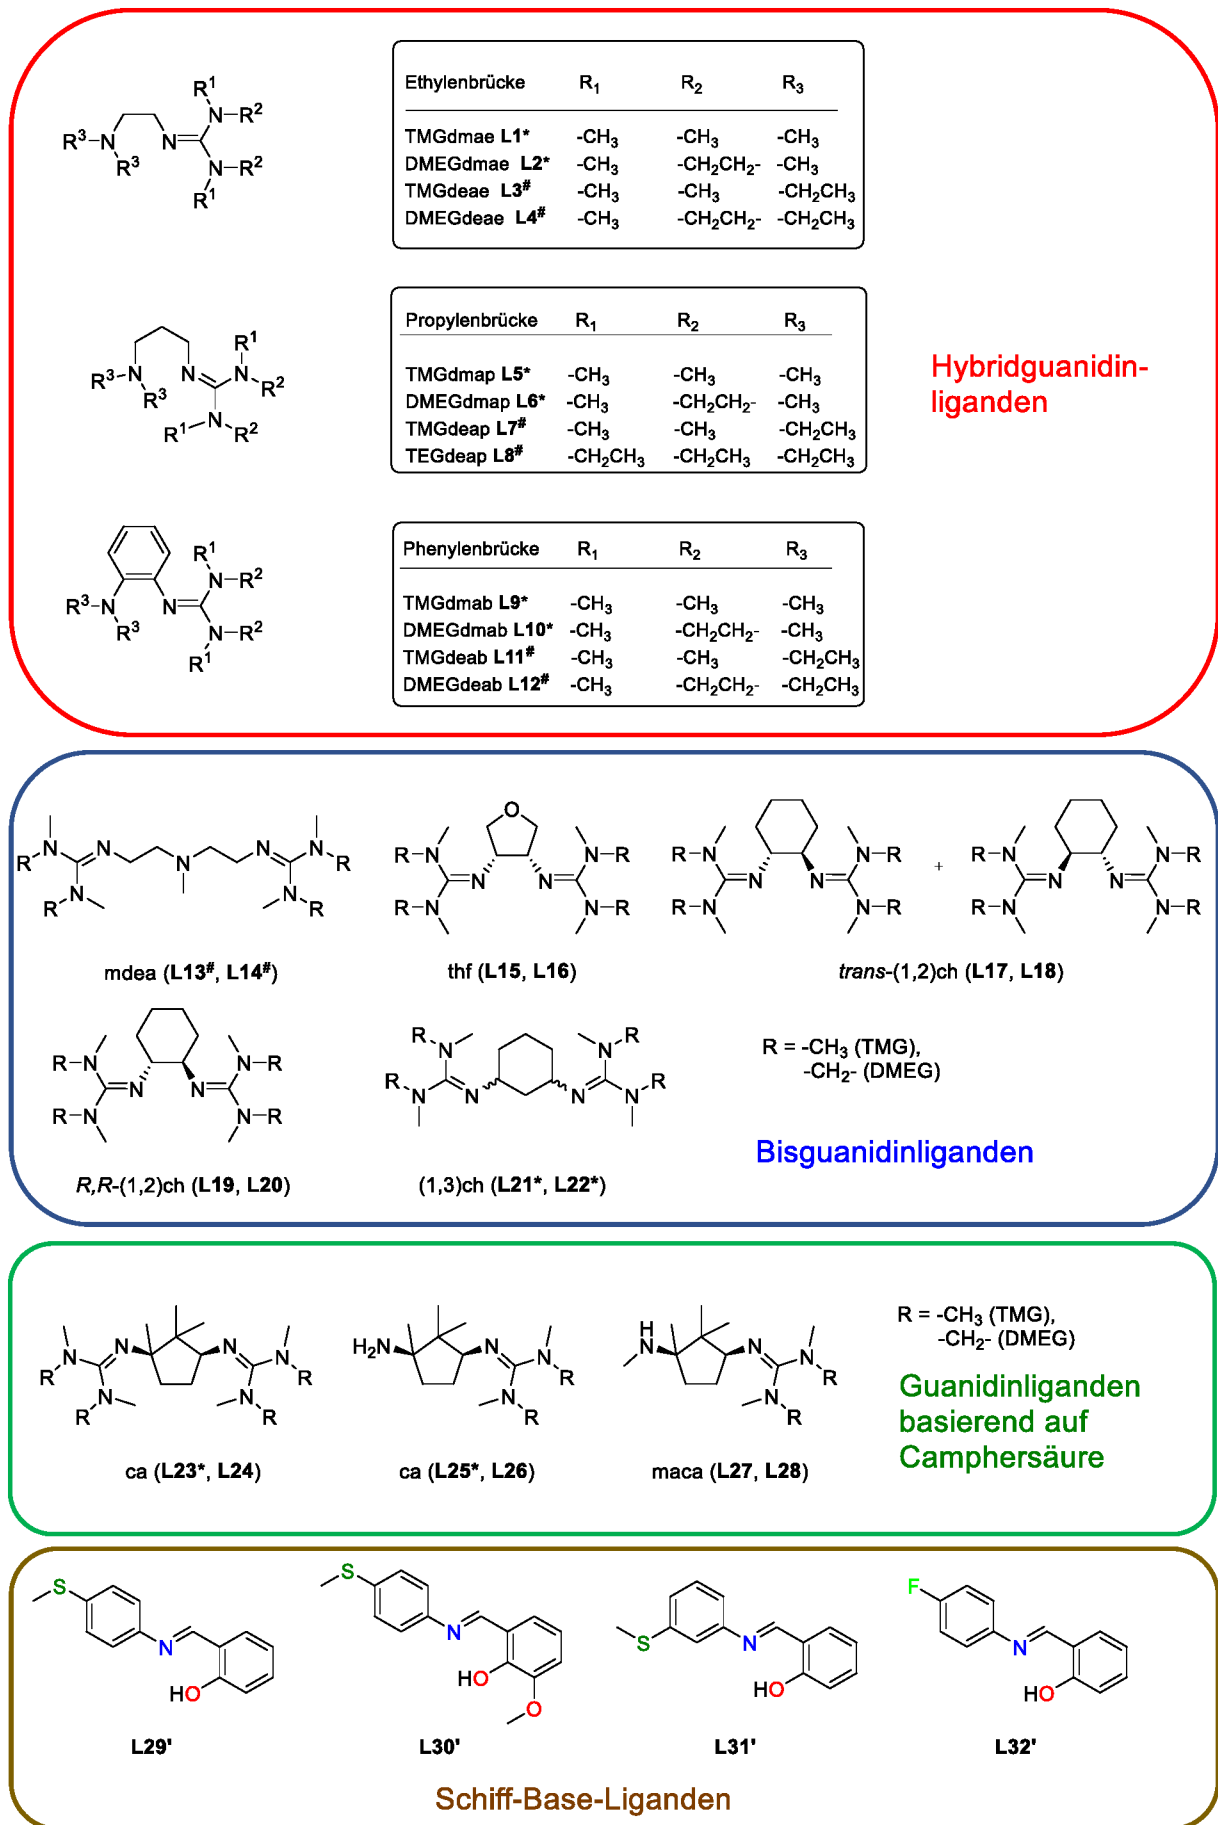 Ethylenbrücke R₁ R₂ R₃
TMGdmae L1* -CH₃ -CH₃ -CH₃
DMEGdmae L2* -CH₃ -CH₂CH₂- -CH₃
TMGdeae L3# -CH₃ -CH₃ -CH₂CH₃
DMEGdeae L4# -CH₃ -CH₂CH₂- -CH₂CH₃
R¹
N-R²
R³-N
N=
R³
N-R²
R¹
Propylenbrücke R₁ R₂ R₃
TMGdmap L5* -CH₃ -CH₃ -CH₃
DMEGdmap L6* -CH₃ -CH₂CH₂- -CH₃
TMGdeap L7# -CH₃ -CH₃ -CH₂CH₃
TEGdeap L8# -CH₂CH₃ -CH₂CH₃ -CH₂CH₃
R¹
R³-N
N
N-R²
R³
R¹-N-R²
Hybridguanidin-
liganden
Phenylenbrücke R₁ R₂ R₃
TMGdmab L9* -CH₃ -CH₃ -CH₃
DMEGdmab L10* -CH₃ -CH₂CH₂- -CH₃
TMGdeab L11# -CH₃ -CH₃ -CH₂CH₃
DMEGdeab L12# -CH₃ -CH₂CH₂- -CH₂CH₃
R¹
N-R²
R³-N
N=
R³
N-R²
R¹
R-N N N N N-R
R N N R
mdea (L13#, L14#)
O
R-N N-R
N N
R-N N-R
thf (L15, L16)
R-N N-R
N N
R-N N-R
+
R-N N-R
N N
R-N N-R
trans-(1,2)ch (L17, L18)
R-N N-R
N N
R-N N-R
R,R-(1,2)ch (L19, L20)
R R
N N
R N N R
N N
(1,3)ch (L21*, L22*)
R = -CH₃ (TMG),
-CH₂- (DMEG)
Bisguanidinliganden
N N
N N
R R
N N
R R
ca (L23*, L24)
H₂N N
N
R
N
R
ca (L25*, L26)
H
N N
N
R
N
R
maca (L27, L28)
R = -CH₃ (TMG),
-CH₂- (DMEG)
Guanidinliganden
basierend auf
Camphersäure
S
N
HO
L29'
S
N
HO
O
L30'
S
N
HO
L31'
F
N
HO
L32'
Schiff-Base-Liganden